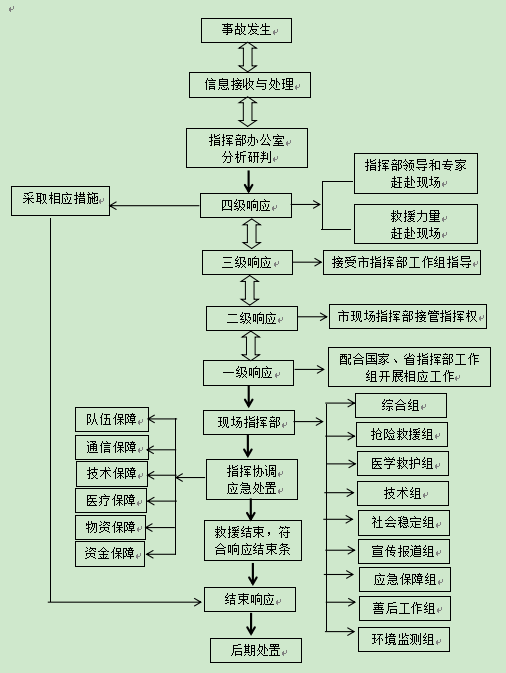 事故发生
信息接收与处理
指挥部办公室
分析研判
指挥部领导和专家
赶赴现场
采取相应措施
四级响应
救援力量
赶赴现场
三级响应
接受市指挥部工作组指导
二级响应
市现场指挥部接管指挥权
一级响应
配合国家、省指挥部工作
组开展相应工作
现场指挥部
综合组
队伍保障
抢险救援组
通信保障
医学救护组
技术保障
指挥协调
应急处置
技术组
医疗保障
社会稳定组
物资保障
救援结束，符
合响应结束条
宣传报道组
资金保障
应急保障组
结束响应
善后工作组
后期处置
环境监测组